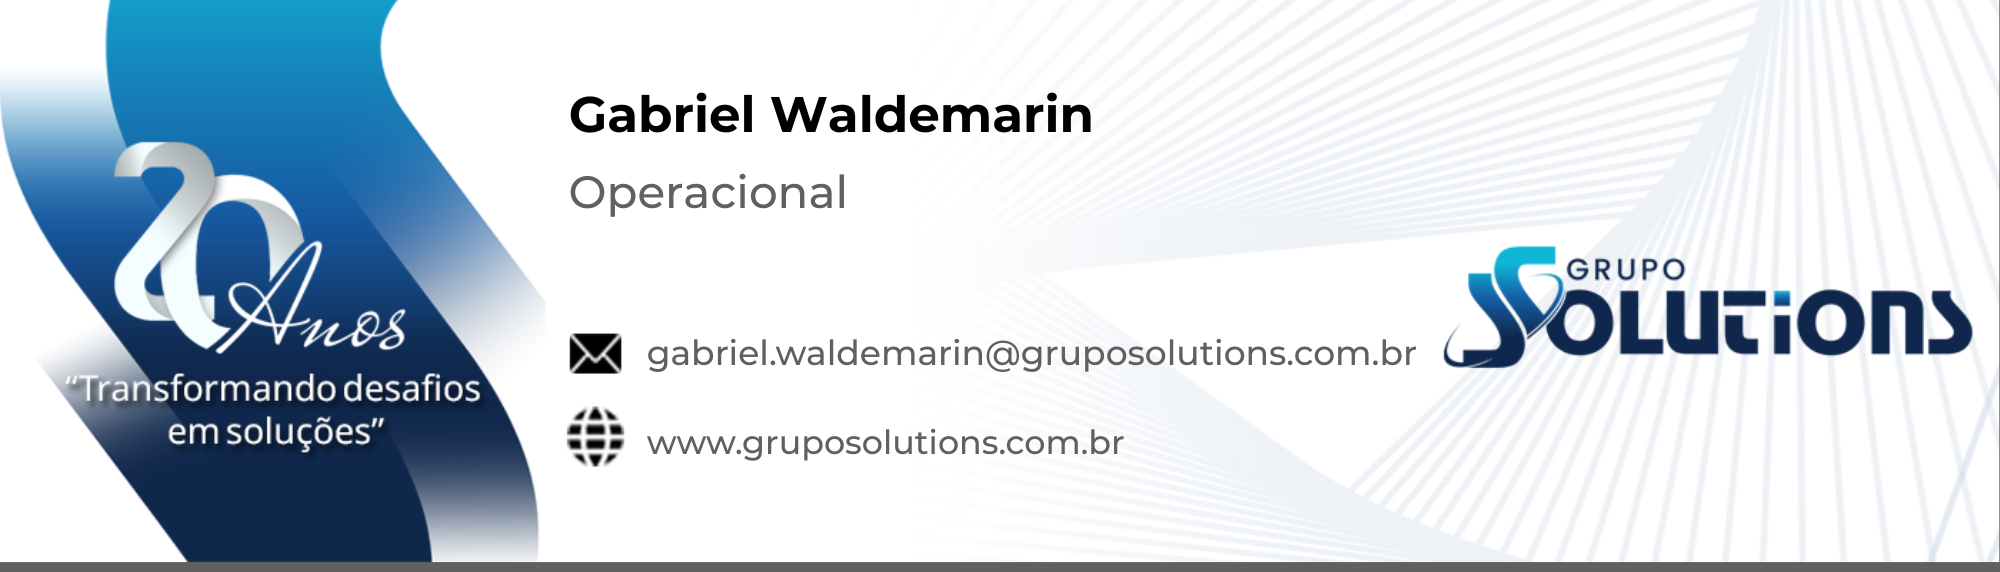 20 Anos
“Transformando desafios
em soluções”
Gabriel Waldemarin
Operacional
gabriel.waldemarin@gruposolutions.com.br
www.gruposolutions.com.br
GRUPO
SOLUTIONS